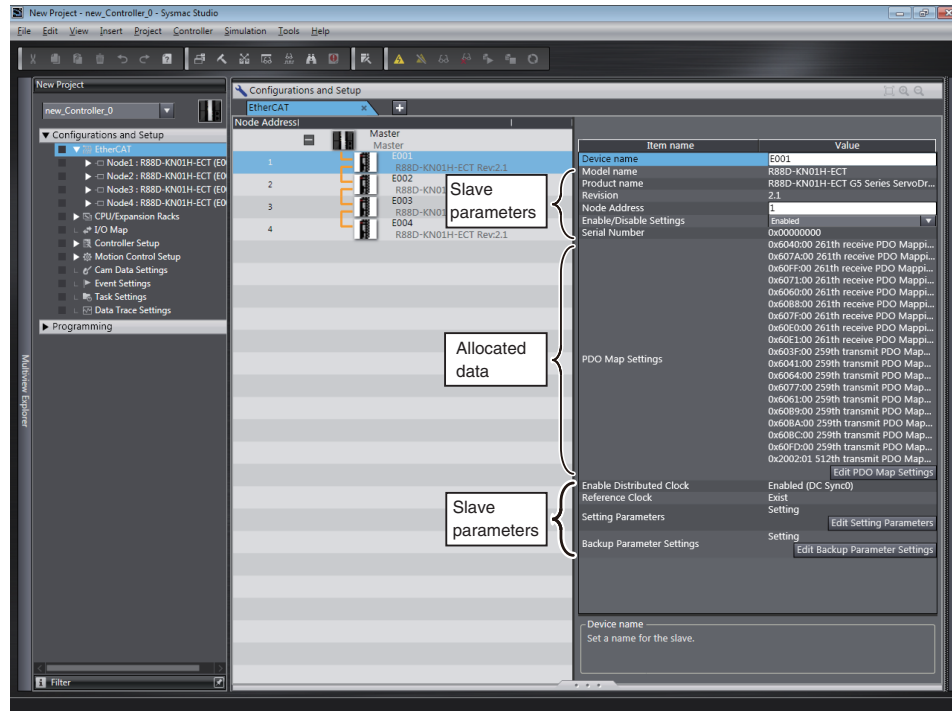 New Project - new_Controller_0 - Sysmac Studio
File Edit View Insert Project Controller Simulation Tools Help
Multiview Explorer
New Project
new_Controller_0
▼ Configurations and Setup
▼ EtherCAT
▶ Node1 : R88D-KN01H-ECT (E0
▶ Node2 : R88D-KN01H-ECT (E0
▶ Node3 : R88D-KN01H-ECT (E0
▶ Node4 : R88D-KN01H-ECT (E0
▶ CPU/Expansion Racks
I/O Map
▶ Controller Setup
▶ Motion Control Setup
Cam Data Settings
Event Settings
Task Settings
Data Trace Settings
▶ Programming
Filter
Configurations and Setup
EtherCAT × +
Node Address
Master
Master
1 E001
R88D-KN01H-ECT Rev:2.1
2 E002
R88D-KN01
3 E003
R88D-KN01
4 E004
R88D-KN01H-ECT Rev:2.1
Slave
parameters
Allocated
data
Slave
parameters
Item name Value
Device name E001
Model name R88D-KN01H-ECT
Product name R88D-KN01H-ECT G5 Series ServoDr...
Revision 2.1
Node Address 1
Enable/Disable Settings Enabled
Serial Number 0x00000000
PDO Map Settings
0x6040:00 261th receive PDO Mappi...
0x607A:00 261th receive PDO Mappi...
0x60FF:00 261th receive PDO Mappi...
0x6071:00 261th receive PDO Mappi...
0x6060:00 261th receive PDO Mappi...
0x60B8:00 261th receive PDO Mappi...
0x607F:00 261th receive PDO Mappi...
0x60E0:00 261th receive PDO Mappi...
0x60E1:00 261th receive PDO Mappi...
0x603F:00 259th transmit PDO Map...
0x6041:00 259th transmit PDO Map...
0x6064:00 259th transmit PDO Map...
0x6077:00 259th transmit PDO Map...
0x6061:00 259th transmit PDO Map...
0x60B9:00 259th transmit PDO Map...
0x60BA:00 259th transmit PDO Map...
0x60BC:00 259th transmit PDO Map...
0x60FD:00 259th transmit PDO Map...
0x2002:01 512th transmit PDO Map...
Edit PDO Map Settings
Enable Distributed Clock Enabled (DC Sync0)
Reference Clock Exist
Setting Parameters Setting
Edit Setting Parameters
Backup Parameter Settings Setting
Edit Backup Parameter Settings
Device name
Set a name for the slave.